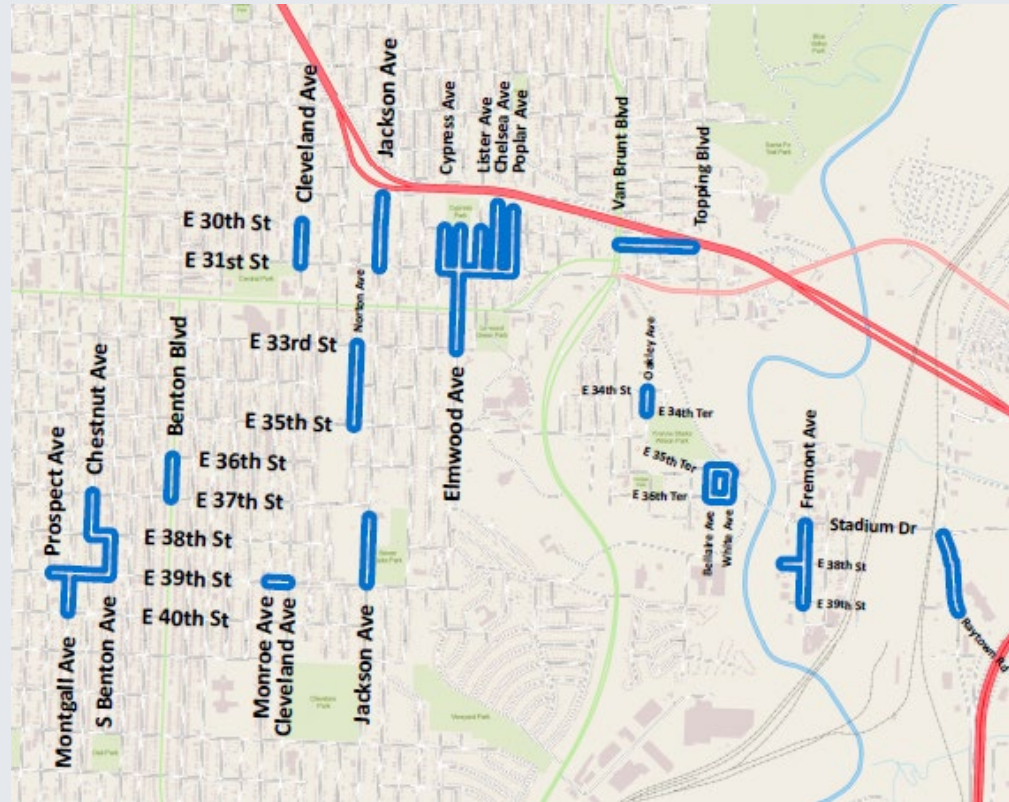 Cleveland Ave
Jackson Ave
Cypress Ave
Lister Ave
Chelsea Ave
Poplar Ave
Van Brunt Blvd
Topping Blvd
E 30th St
E 31st St
Norton Ave
E 33rd St
E 35th St
Chestnut Ave
Benton Blvd
Prospect Ave
E 36th St
E 37th St
E 38th St
E 39th St
E 40th St
Elmwood Ave
Oakley Ave
E 34th St
E 34th Ter
E 35th Ter
E 36th Ter
Bellaire Ave
White Ave
Fremont Ave
Stadium Dr
E 38th St
E 39th St
Raytown Rd
Montgall Ave
S Benton Ave
Monroe Ave
Cleveland Ave
Jackson Ave
Central Park